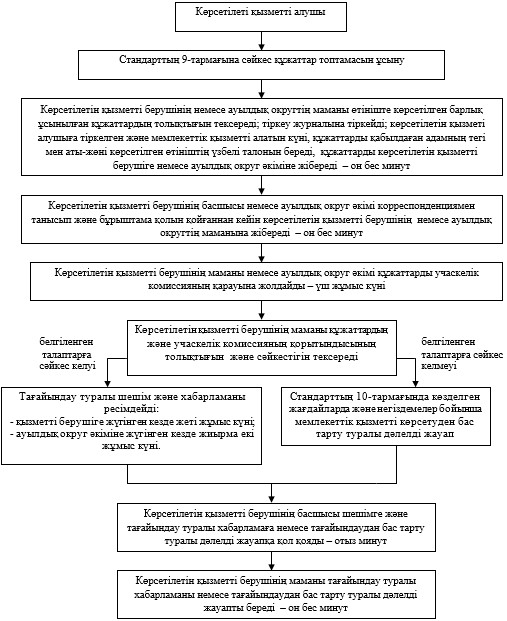 Көрсетілеті қызметті алушы
Стандарттың 9-тармағына сәйкес құжаттар топтамасын ұсыну
Көрсетілетін қызметті берушінің немесе ауылдық округтің маманы өтініште көрсетілген барлық
ұсынылған құжаттардың толықтығын тексереді; тіркеу журналына тіркейді; көрсетілетін қызметі
алушыға тіркелген және мемлекеттік қызметті алатын күні, құжаттарды қабылдаған адамның тегі
мен аты-жөні көрсетілген өтініштің үзбелі талонын береді, құжаттарды көрсетілетін қызметті
берушіге немесе ауылдық округ әкіміне жібереді – он бес минут
Көрсетілетін қызметті берушінің басшысы немесе ауылдық округ әкімі корреспонденциямен
танысып және бұрыштама қолын қойғаннан кейін көрсетілетін қызметті берушінің немесе ауылдық
округтің маманына жібереді – он бес минут
Көрсетілетін қызметті берушінің маманы немесе ауылдық округ әкімі құжаттарды учаскелік
комиссияның қарауына жолдайды – үш жұмыс күні
Көрсетілетін қызметті берушінің маманы құжаттардың
және учаскелік комиссияның қорытындысының
толықтығын және сәйкестігін тексереді
белгіленген
талаптарға
сәйкес келуі
белгіленген
талаптарға сәйкес
келмеуі
Тағайындау туралы шешім және хабарламаны
ресімдейді:
- қызметті берушіге жүгінген кезде жеті жұмыс күні;
- ауылдық округ әкіміне жүгінген кезде жиырма екі
жұмыс күні.
Стандарттың 10-тармағында көзделген
жағдайларда және негіздемелер бойынша
мемлекеттік қызметті көрсетуден бас
тарту туралы дәлелді жауап
Көрсетілетін қызметті берушінің басшысы шешімге және
тағайындау туралы хабарламаға немесе тағайындаудан бас тарту
туралы дәлелді жауапқа қол қояды – отыз минут
Көрсетілетін қызметті берушінің маманы тағайындау туралы
хабарламаны немесе тағайындаудан бас тарту туралы дәлелді
жауапты береді – он бес минут